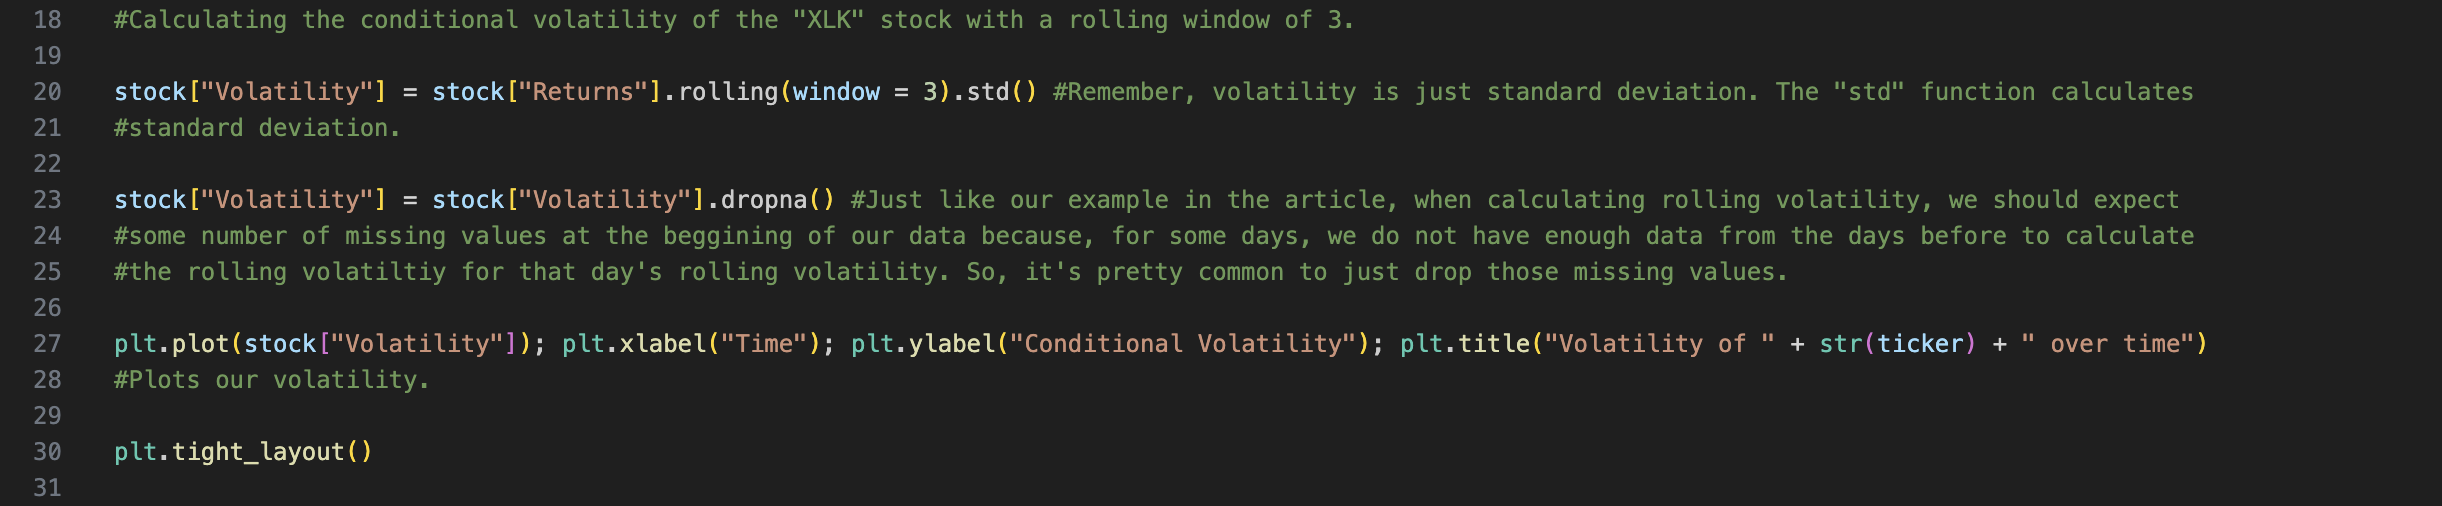 18 #Calculating the conditional volatility of the "XLK" stock with a rolling window of 3.
19
20 stock["Volatility"] = stock["Returns"].rolling(window = 3).std() #Remember, volatility is just standard deviation. The "std" function calculates
21 #standard deviation.
22
23 stock["Volatility"] = stock["Volatility"].dropna() #Just like our example in the article, when calculating rolling volatility, we should expect
24 #some number of missing values at the beggining of our data because, for some days, we do not have enough data from the days before to calculate
25 #the rolling volatiltiy for that day's rolling volatility. So, it's pretty common to just drop those missing values.
26
27 plt.plot(stock["Volatility"]); plt.xlabel("Time"); plt.ylabel("Conditional Volatility"); plt.title("Volatility of " + str(ticker) + " over time")
28 #Plots our volatility.
29
30 plt.tight_layout()
31